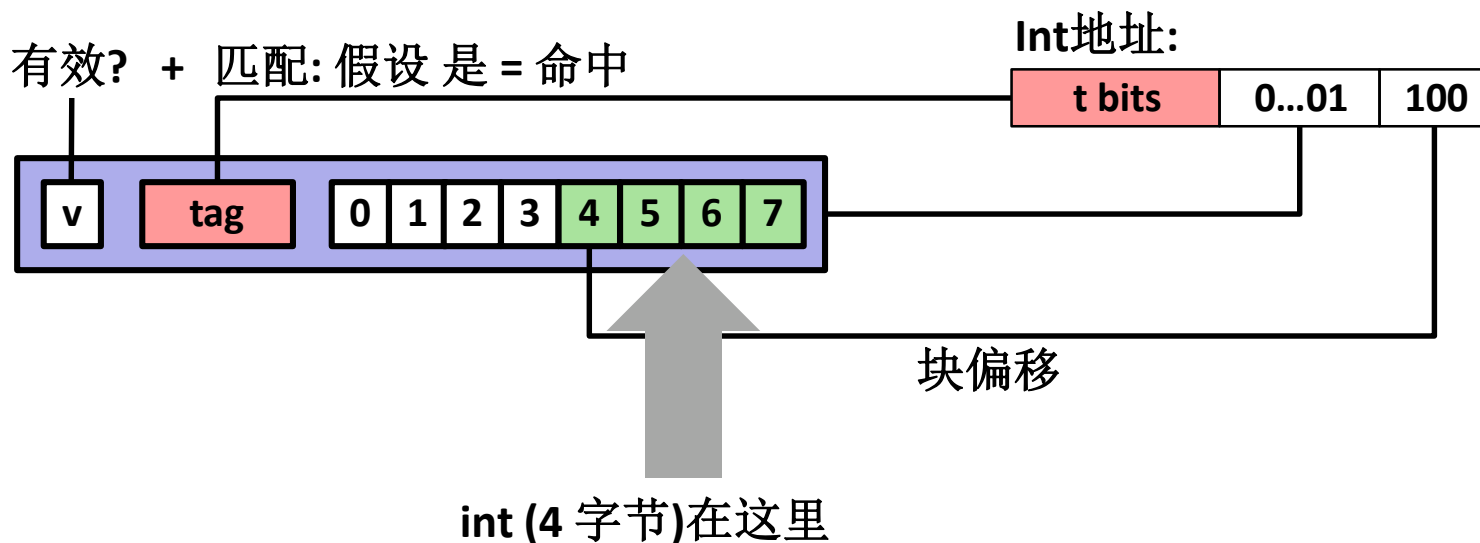 Int地址:
有效? + 匹配: 假设 是 = 命中
t bits 0...01 100
v tag 0 1 2 3 4 5 6 7
块偏移
int (4 字节)在这里